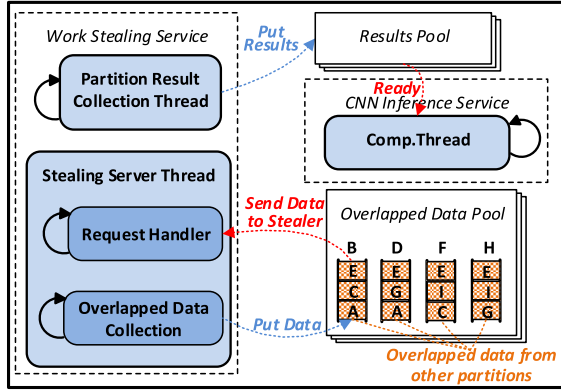 Work Stealing Service
Put
Results
Results Pool
Partition Result
Collection Thread
Ready
CNN Inference Service
Comp.Thread
Stealing Server Thread
Send Data
to Stealer
Overlapped Data Pool
Request Handler
B D F H
E E E E
C G I I
A A C G
Overlapped Data
Collection
Put Data
Overlapped data from
other partitions